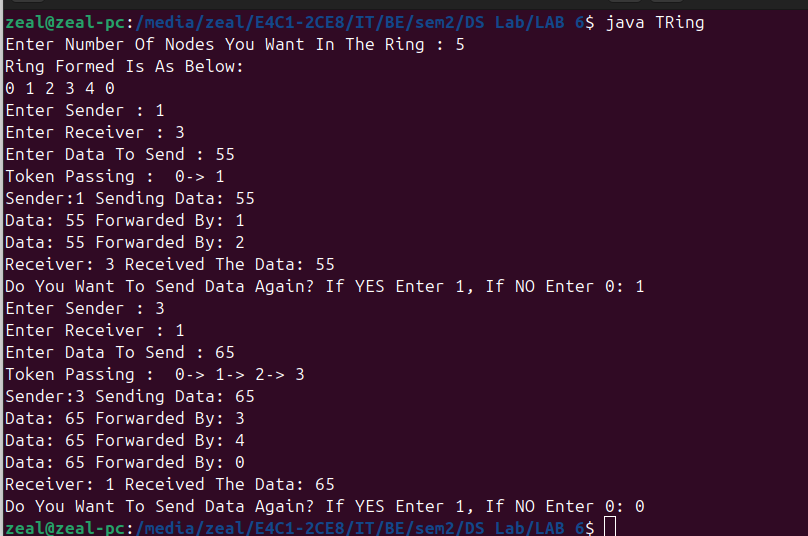 zeal@zeal-pc:/media/zeal/E4C1-2CE8/IT/BE/sem2/DS Lab/LAB 6$ java TRing
Enter Number Of Nodes You Want In The Ring : 5
Ring Formed Is As Below:
0 1 2 3 4 0
Enter Sender : 1
Enter Receiver : 3
Enter Data To Send : 55
Token Passing :  0-> 1
Sender:1 Sending Data: 55
Data: 55 Forwarded By: 1
Data: 55 Forwarded By: 2
Receiver: 3 Received The Data: 55
Do You Want To Send Data Again? If YES Enter 1, If NO Enter 0: 1
Enter Sender : 3
Enter Receiver : 1
Enter Data To Send : 65
Token Passing :  0-> 1-> 2-> 3
Sender:3 Sending Data: 65
Data: 65 Forwarded By: 3
Data: 65 Forwarded By: 4
Data: 65 Forwarded By: 0
Receiver: 1 Received The Data: 65
Do You Want To Send Data Again? If YES Enter 1, If NO Enter 0: 0
zeal@zeal-pc:/media/zeal/E4C1-2CE8/IT/BE/sem2/DS Lab/LAB 6$